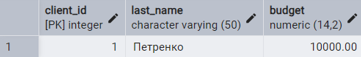 client_id last_name budget
[PK] integer character varying (50) numeric (14,2)
1 1 Петренко 10000.00